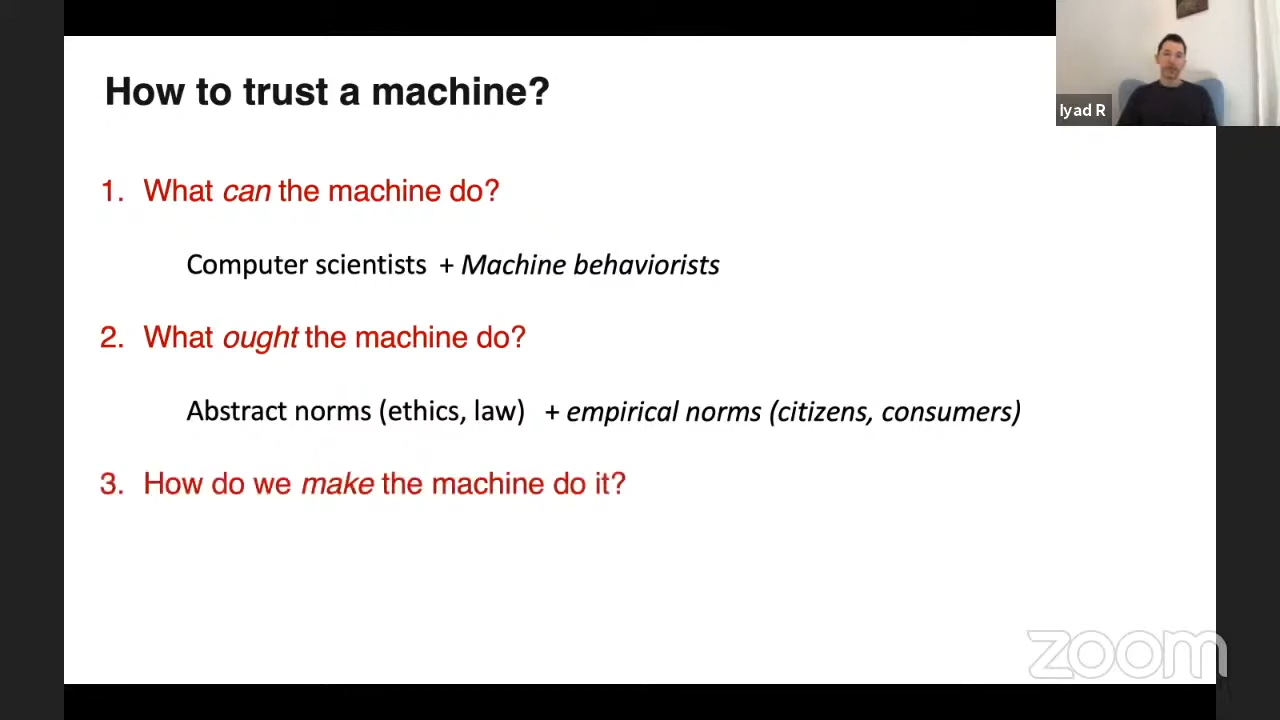 How to trust a machine?
Iyad R
1. What can the machine do?
Computer scientists + Machine behaviorists
2. What ought the machine do?
Abstract norms (ethics, law) + empirical norms (citizens, consumers)
3. How do we make the machine do it?
zoom